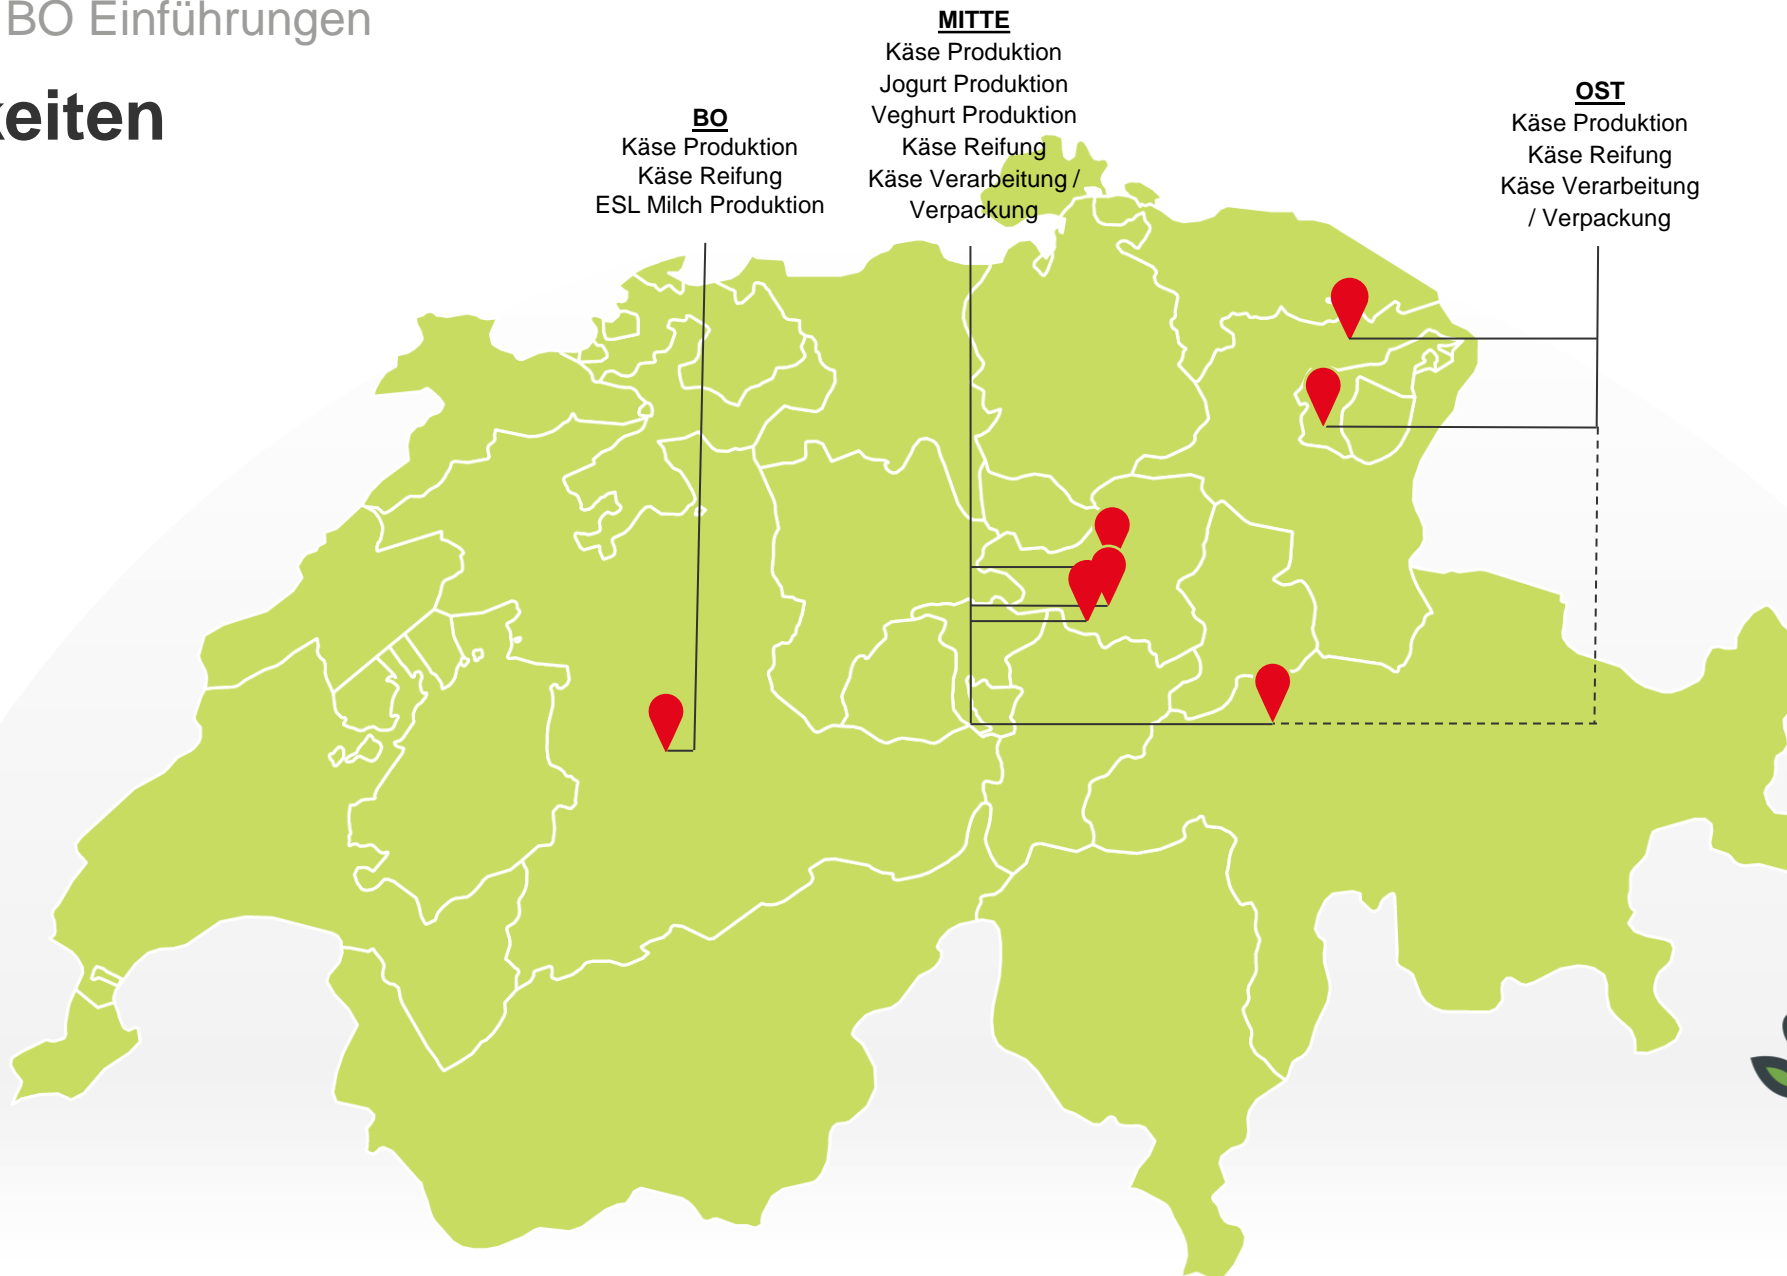 BO Einführungen
keiten
BO
Käse Produktion
Käse Reifung
ESL Milch Produktion
MITTE
Käse Produktion
Jogurt Produktion
Veghurt Produktion
Käse Reifung
Käse Verarbeitung /
Verpackung
OST
Käse Produktion
Käse Reifung
Käse Verarbeitung
/ Verpackung